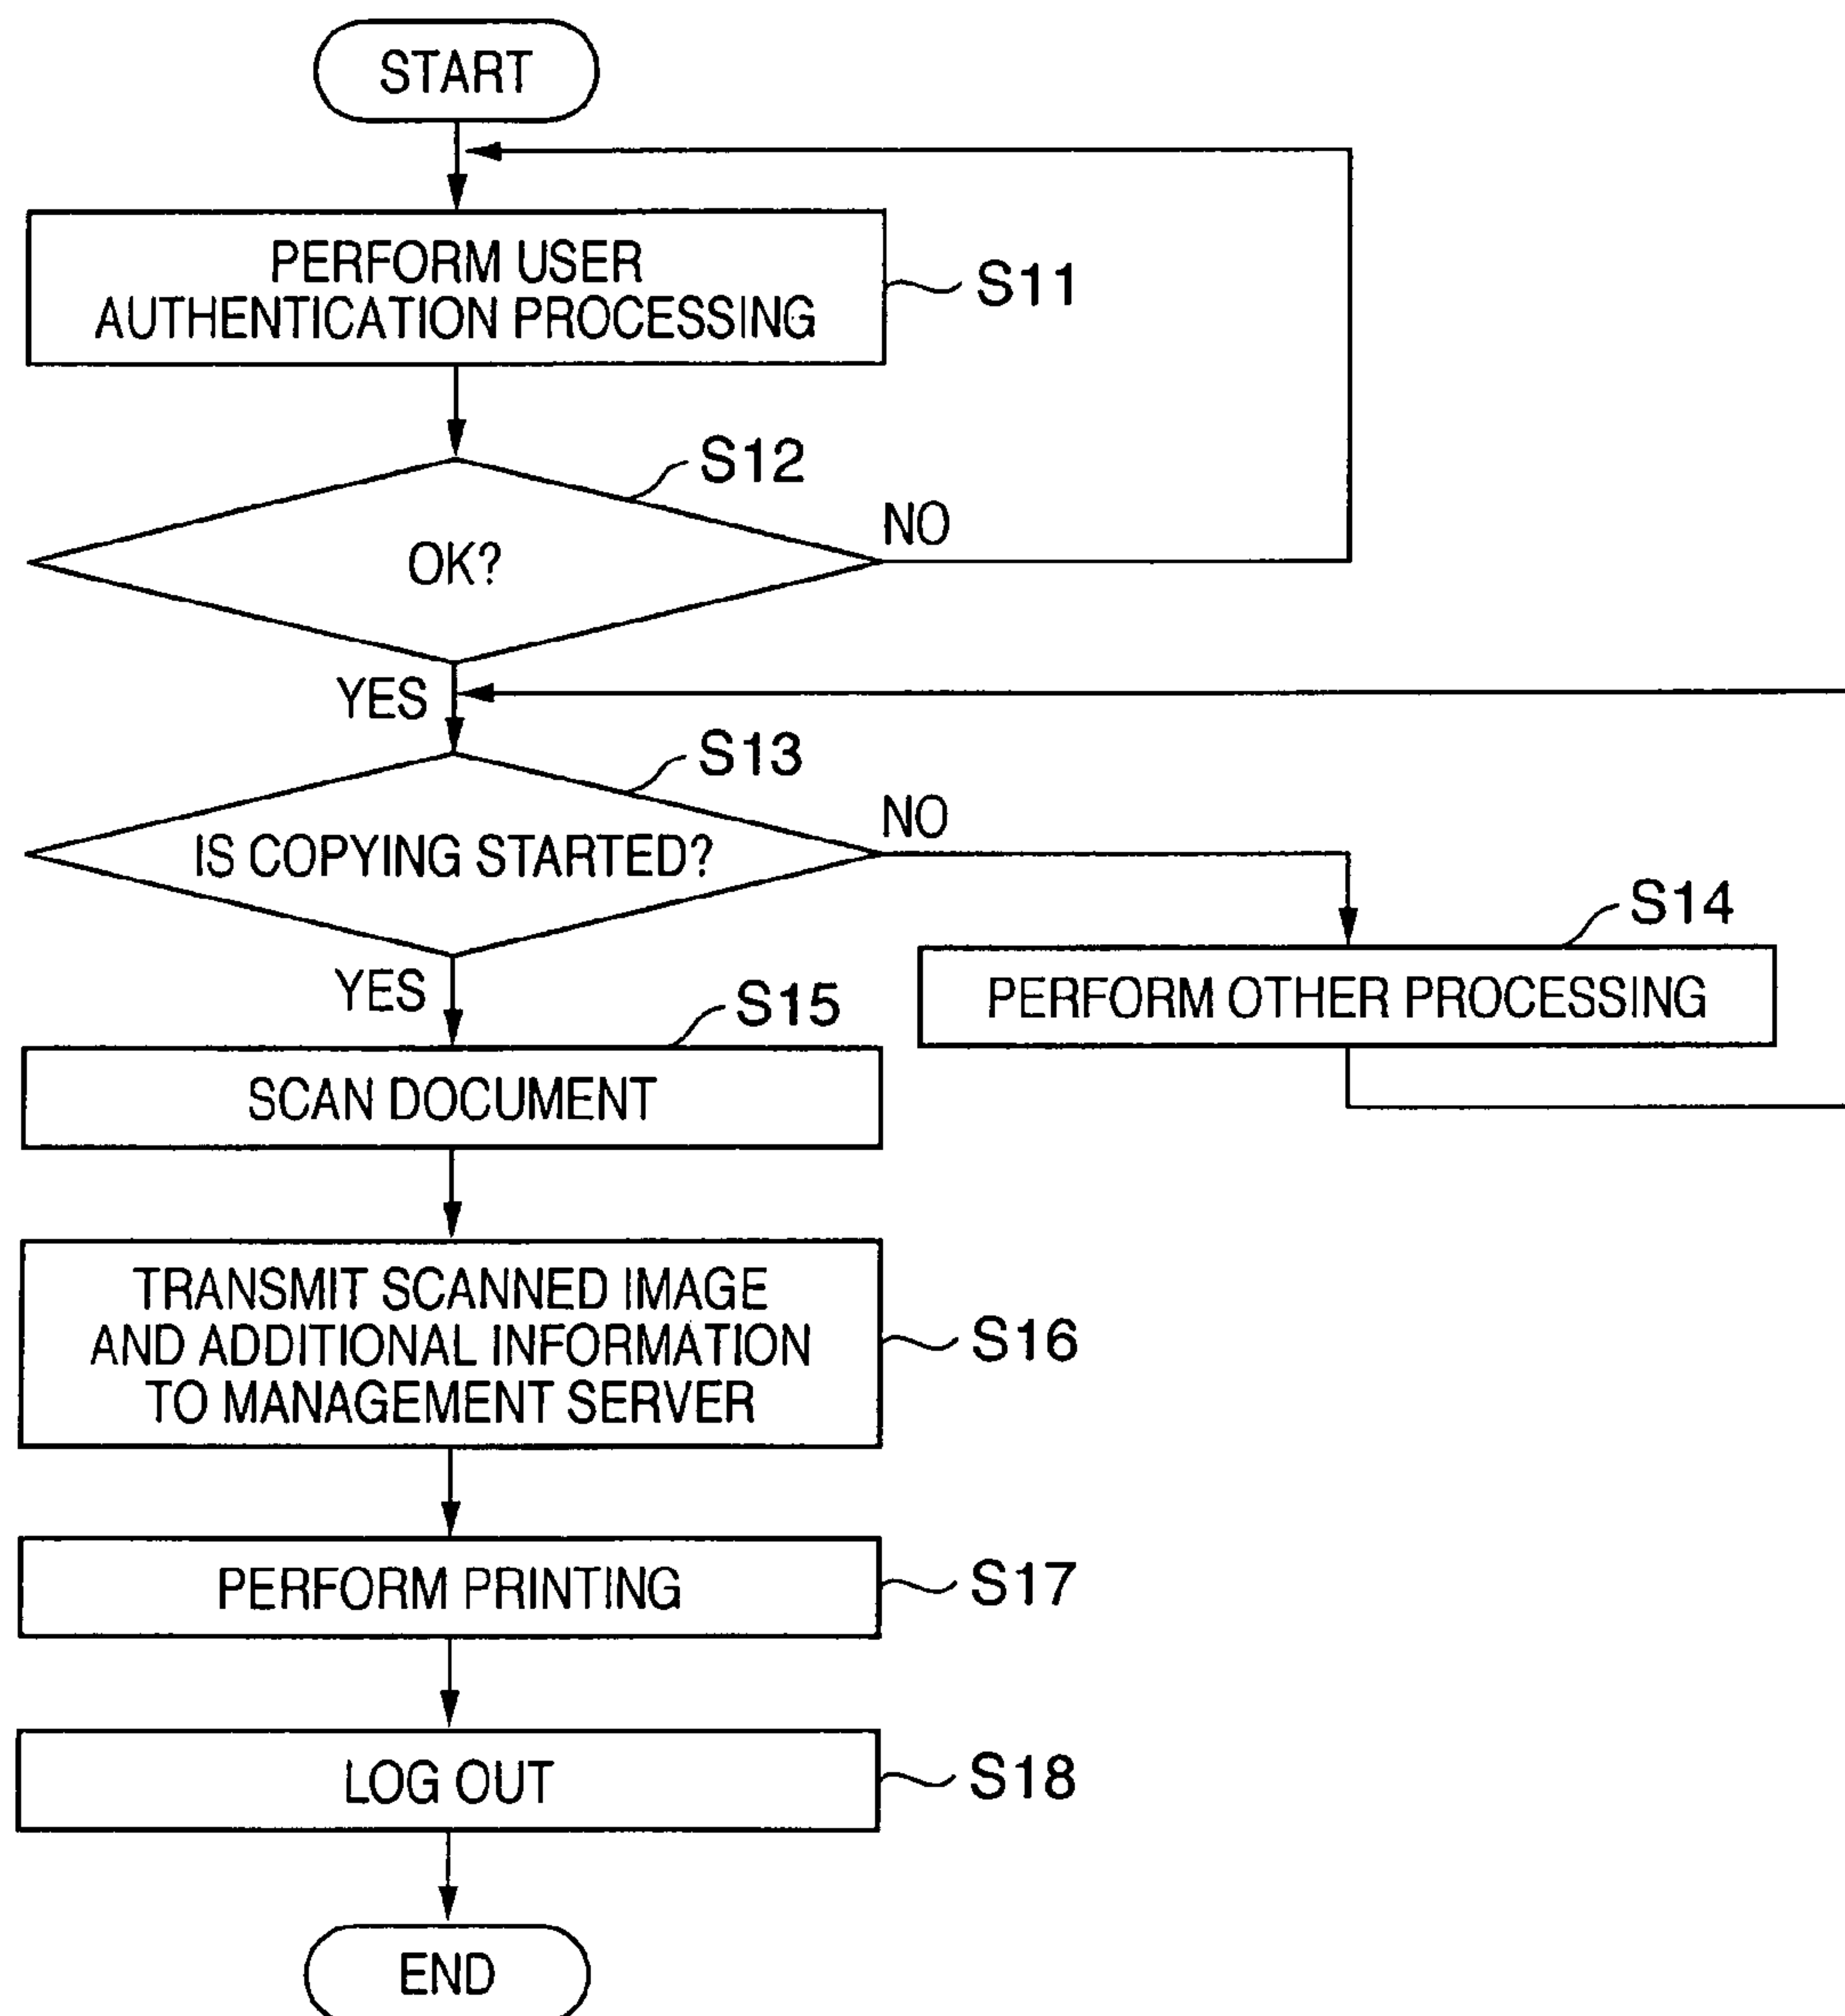 START
PERFORM USER
AUTHENTICATION PROCESSING
S11
S12
OK?
NO
YES
S13
IS COPYING STARTED?
NO
S14
PERFORM OTHER PROCESSING
YES
S15
SCAN DOCUMENT
TRANSMIT SCANNED IMAGE
AND ADDITIONAL INFORMATION
TO MANAGEMENT SERVER
S16
PERFORM PRINTING
S17
LOG OUT
S18
END